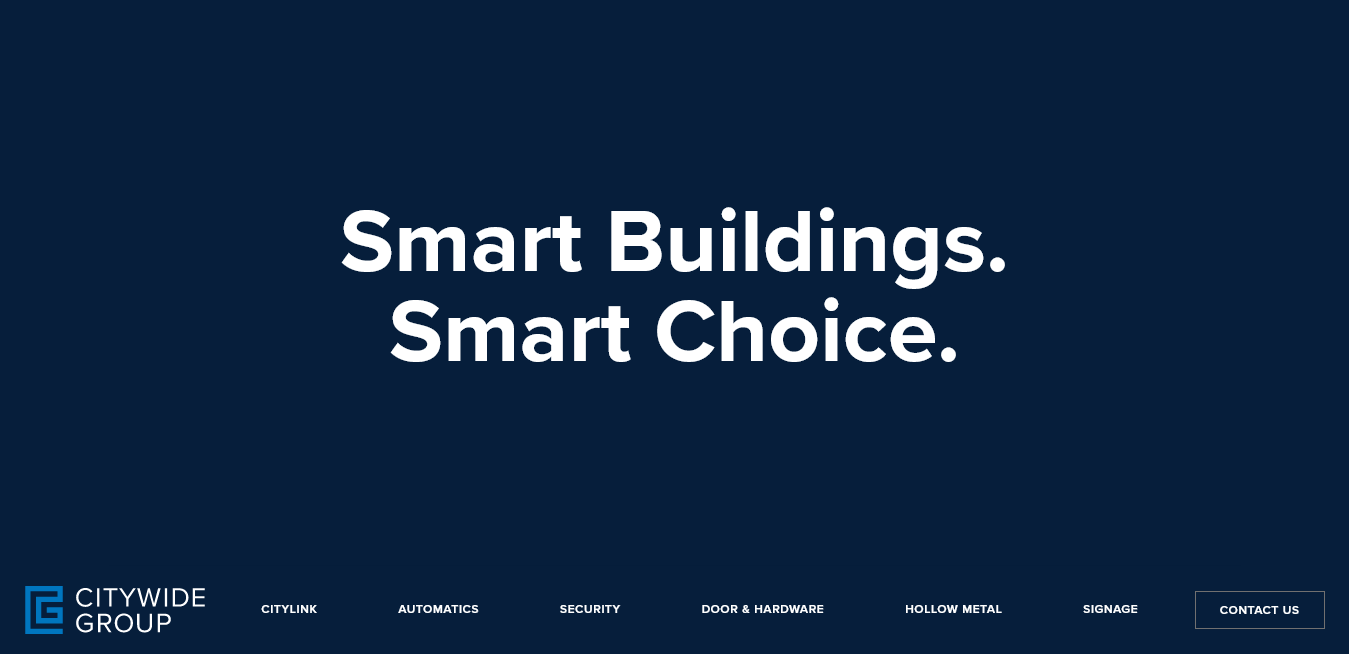 Smart Buildings.
Smart Choice.
CITYWIDE
GROUP
CITYLINK
AUTOMATICS
SECURITY
DOOR & HARDWARE
HOLLOW METAL
SIGNAGE
CONTACT US